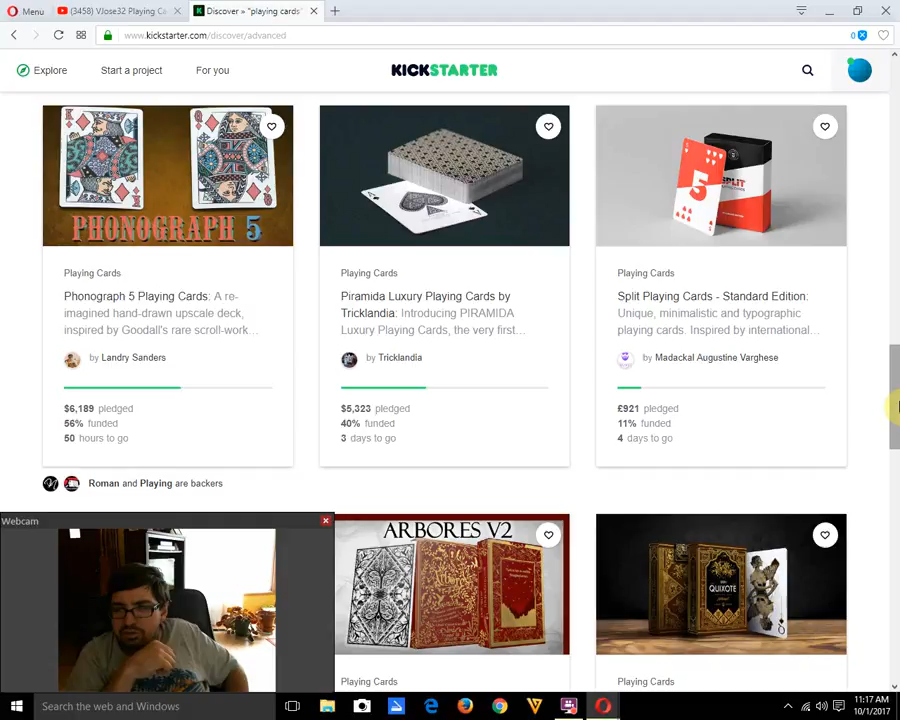 Menu
(3458) VJose32 Playing Ca
Discover » "playing cards"
www.kickstarter.com/discover/advanced
0
Explore
Start a project
For you
KICKSTARTER
PHONOGRAPH 5
5
SPLIT
Playing Cards
Phonograph 5 Playing Cards: A re-
imagined hand-drawn upscale deck,
inspired by Goodall's rare scroll-work…
by Landry Sanders
$6,189 pledged
56% funded
50 hours to go
Playing Cards
Piramida Luxury Playing Cards by
Tricklandia: Introducing PIRAMIDA
Luxury Playing Cards, the very first…
by Tricklandia
$5,323 pledged
40% funded
3 days to go
Playing Cards
Split Playing Cards - Standard Edition:
Unique, minimalistic and typographic
playing cards. Inspired by international…
by Madackal Augustine Varghese
£921 pledged
11% funded
4 days to go
Roman and Playing are backers
Webcam
ARBORES V2
QUIXOTE
Playing Cards
Playing Cards
Search the web and Windows
11:17 AM
10/1/2017